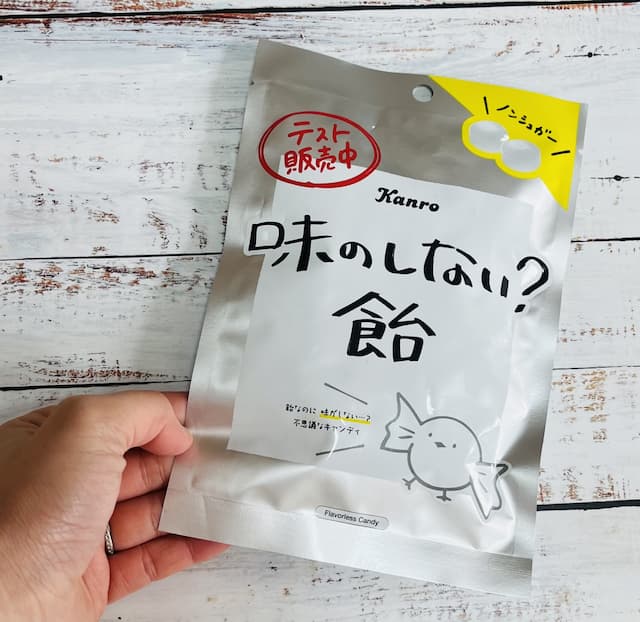 ノンシュガー
テスト
販売中
Kanro
味のしない?
飴
飴なのに 味がしない…?
不思議なキャンディ
Flavorless Candy